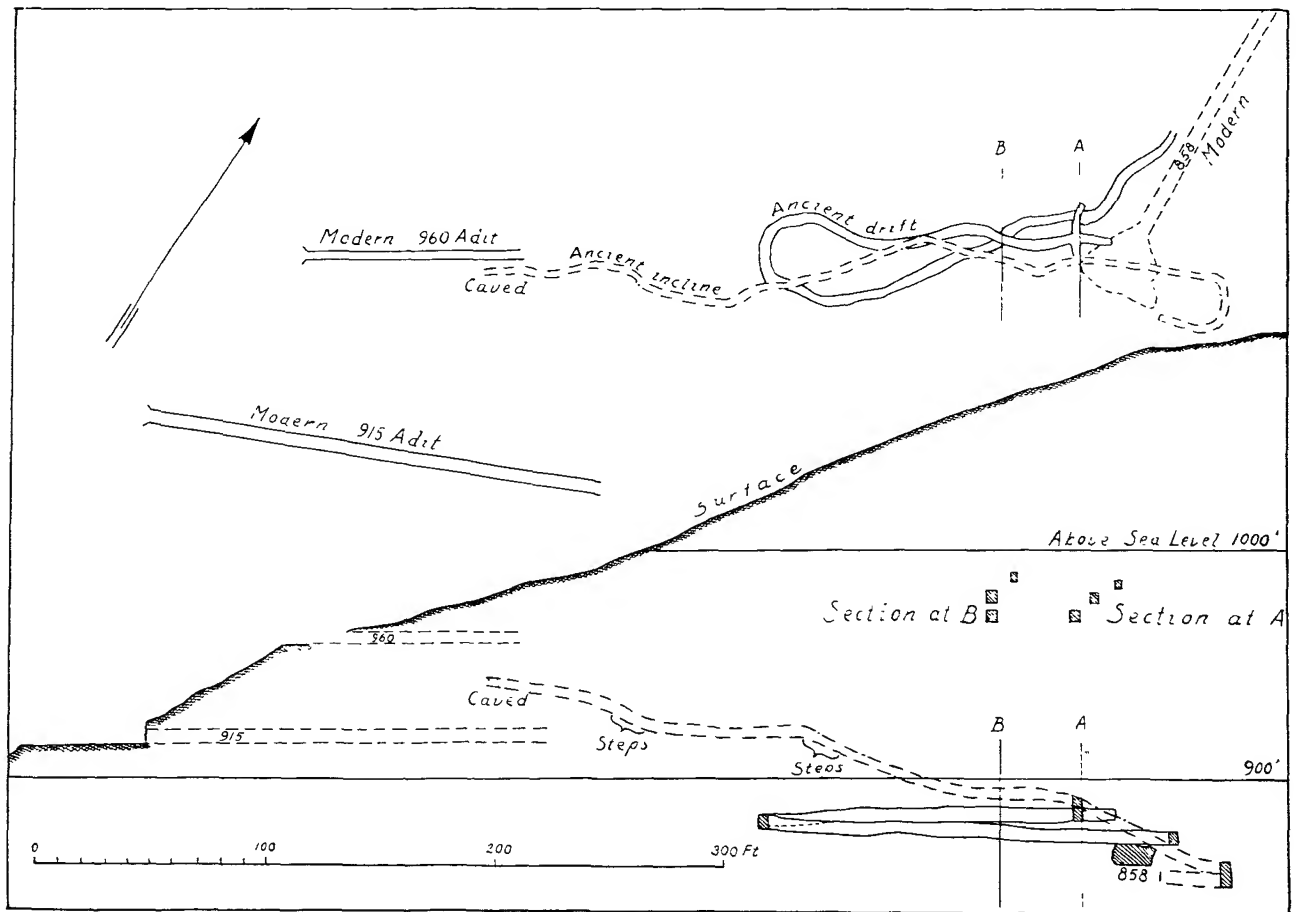 B A
858 Modern
Ancient drift
Modern 960 Adit
Ancient incline
Caved
Modern 915 Adit
Surface
Above Sea Level 1000'
Section at B Section at A
960
Caved
915
Steps
B A
Steps
900'
0 100 200 300 Ft
858